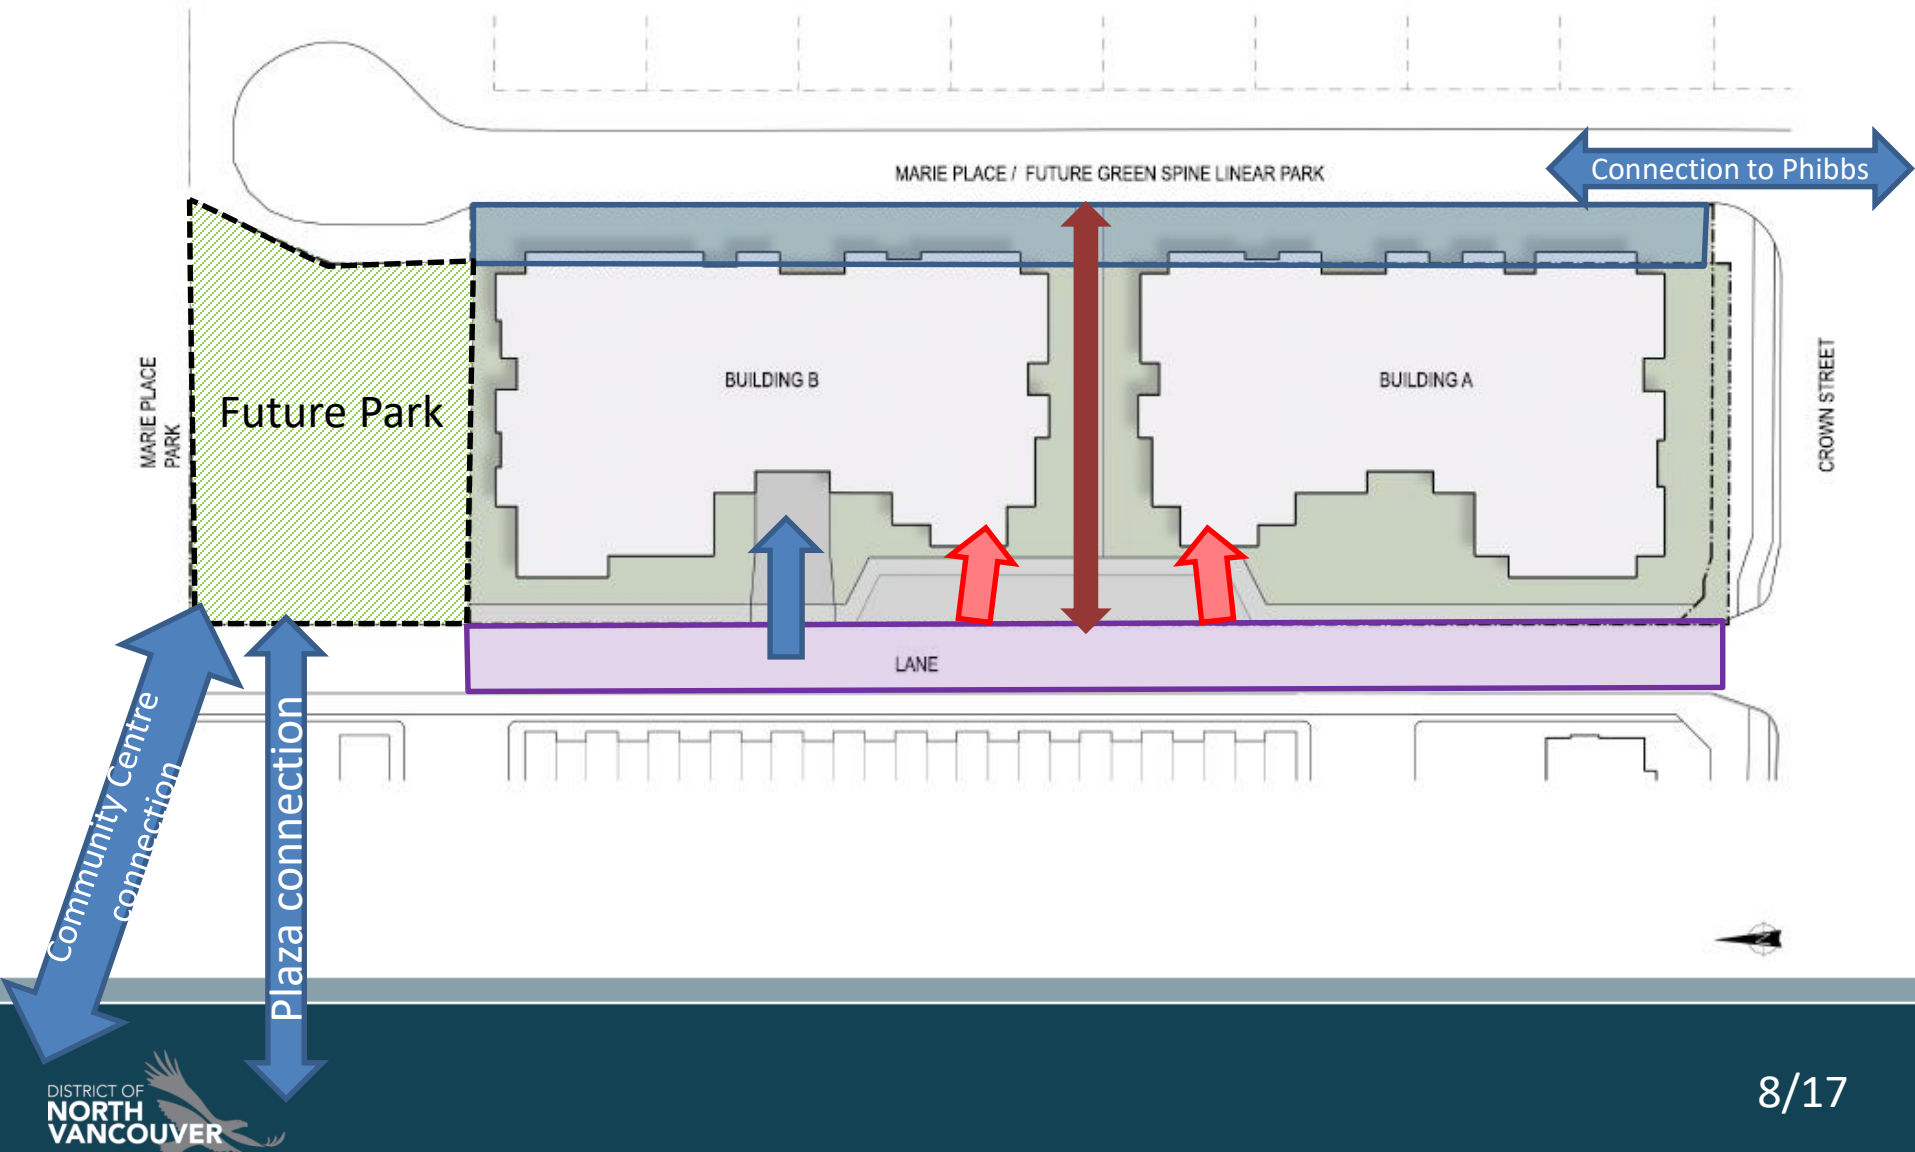 Connection to Phibbs
MARIE PLACE / FUTURE GREEN SPINE LINEAR PARK
MARIE PLACE
PARK
Future Park
BUILDING B
BUILDING A
CROWN STREET
LANE
Community Centre
connection
Plaza connection
N
DISTRICT OF
NORTH
VANCOUVER
8/17